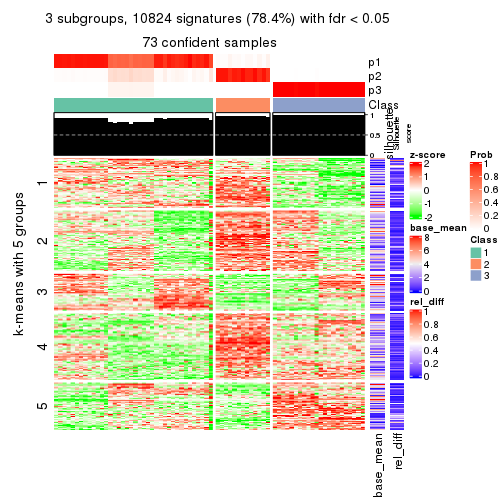 3 subgroups, 10824 signatures (78.4%) with fdr < 0.05
73 confident samples
p1
p2
p3
Class
1
0.5
0
silhouette
Silhouette
score
k-means with 5 groups
1
2
3
4
5
base_mean
rel_diff
z-score
2
1
0
-1
-2
base_mean
8
6
4
2
0
rel_diff
1
0.8
0.6
0.4
0.2
0
Prob
1
0.8
0.6
0.4
0.2
0
Class
1
2
3